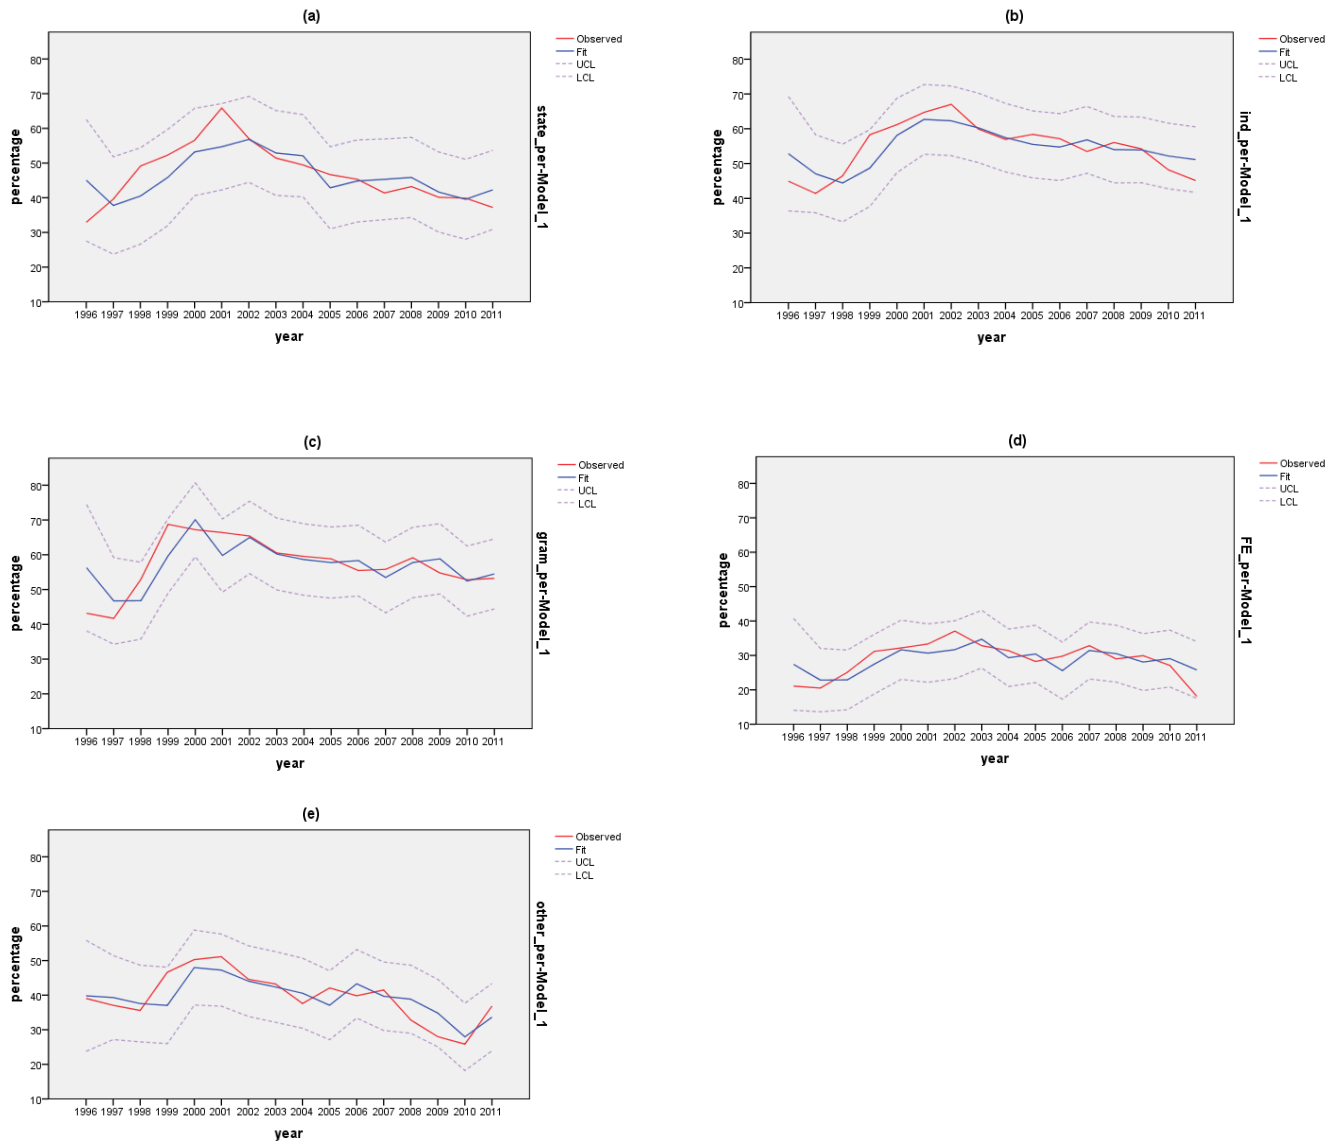 (a)
Observed
Fit
UCL
LCL
80
70
60
50
40
30
20
10
percentage
state_per-Model_1
1996 1997 1998 1999 2000 2001 2002 2003 2004 2005 2006 2007 2008 2009 2010 2011
year
(b)
Observed
Fit
UCL
LCL
80
70
60
50
40
30
20
10
percentage
ind_per-Model_1
1996 1997 1998 1999 2000 2001 2002 2003 2004 2005 2006 2007 2008 2009 2010 2011
year
(c)
Observed
Fit
UCL
LCL
80
70
60
50
40
30
20
10
percentage
gram_per-Model_1
1996 1997 1998 1999 2000 2001 2002 2003 2004 2005 2006 2007 2008 2009 2010 2011
year
(d)
Observed
Fit
UCL
LCL
80
70
60
50
40
30
20
10
percentage
FE_per-Model_1
1996 1997 1998 1999 2000 2001 2002 2003 2004 2005 2006 2007 2008 2009 2010 2011
year
(e)
Observed
Fit
UCL
LCL
80
70
60
50
40
30
20
10
percentage
other_per-Model_1
1996 1997 1998 1999 2000 2001 2002 2003 2004 2005 2006 2007 2008 2009 2010 2011
year